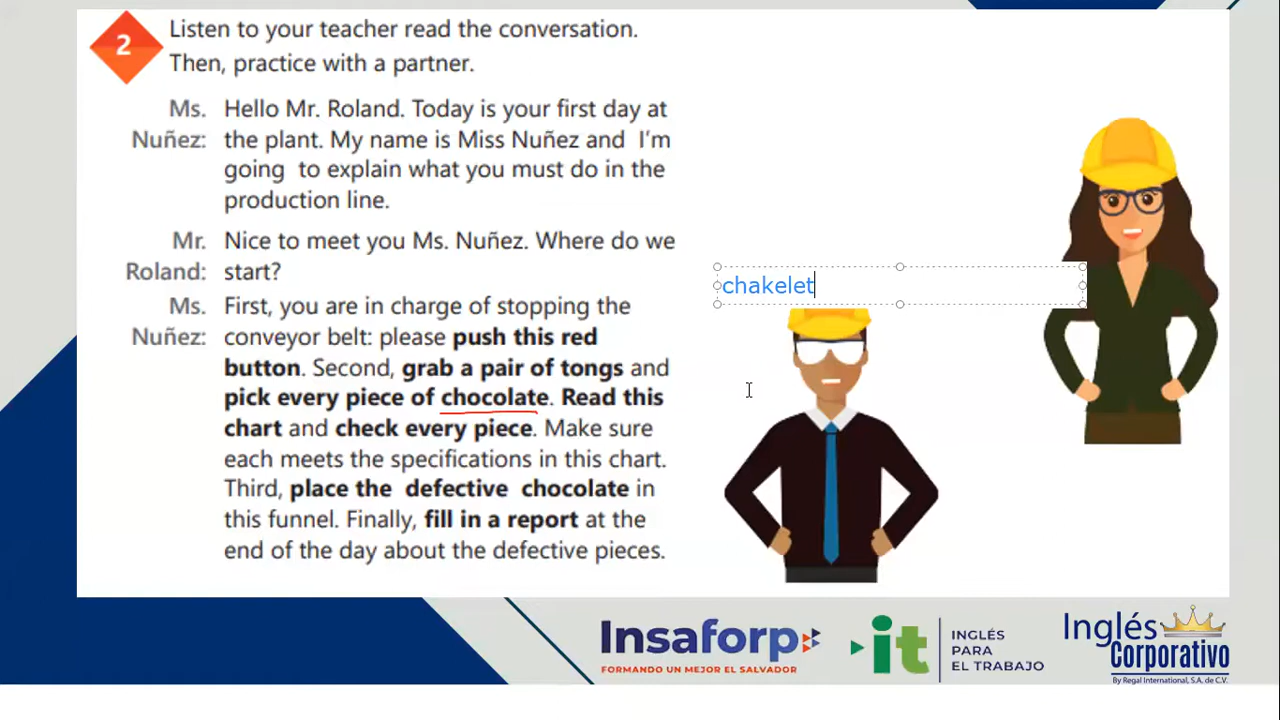 2
Listen to your teacher read the conversation.
Then, practice with a partner.
Ms. Hello Mr. Roland. Today is your first day at
Nuñez: the plant. My name is Miss Nuñez and I'm
going to explain what you must do in the
production line.
Mr. Nice to meet you Ms. Nuñez. Where do we
Roland: start?
Ms. First, you are in charge of stopping the
Nuñez: conveyor belt: please push this red
button. Second, grab a pair of tongs and
pick every piece of chocolate. Read this
chart and check every piece. Make sure
each meets the specifications in this chart.
Third, place the defective chocolate in
this funnel. Finally, fill in a report at the
end of the day about the defective pieces.
chakelet
Insaforp
FORMANDO UN MEJOR EL SALVADOR
it
INGLÉS
PARA
EL TRABAJO
Inglés
Corporativo
By Regal International, S.A. de C.V.